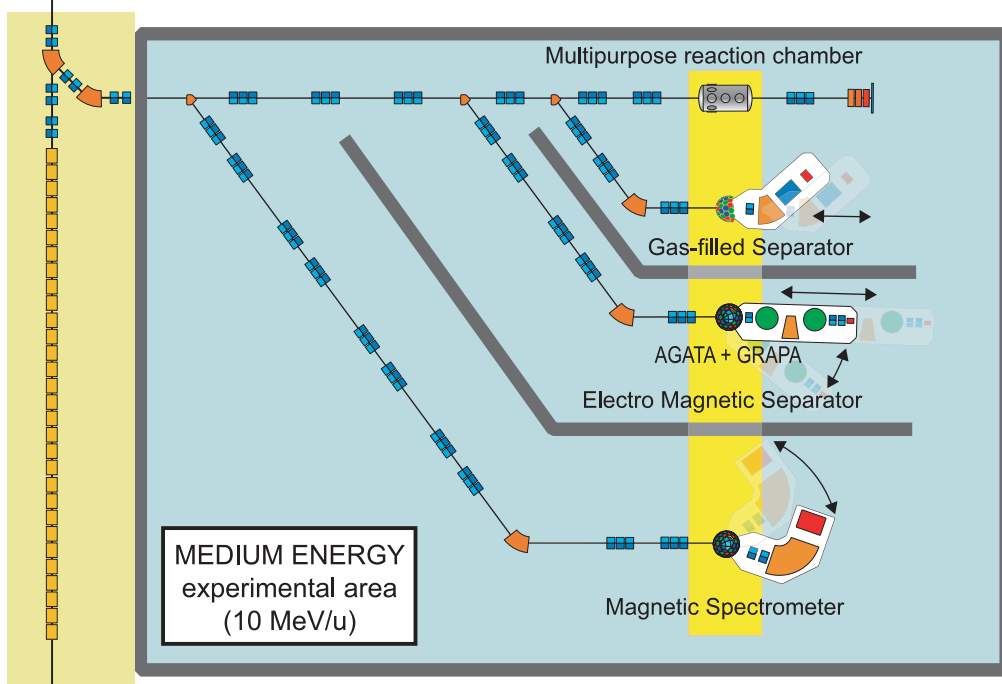 Multipurpose reaction chamber
Gas-filled Separator
AGATA + GRAPA
Electro Magnetic Separator
MEDIUM ENERGY
experimental area
(10 MeV/u)
Magnetic Spectrometer